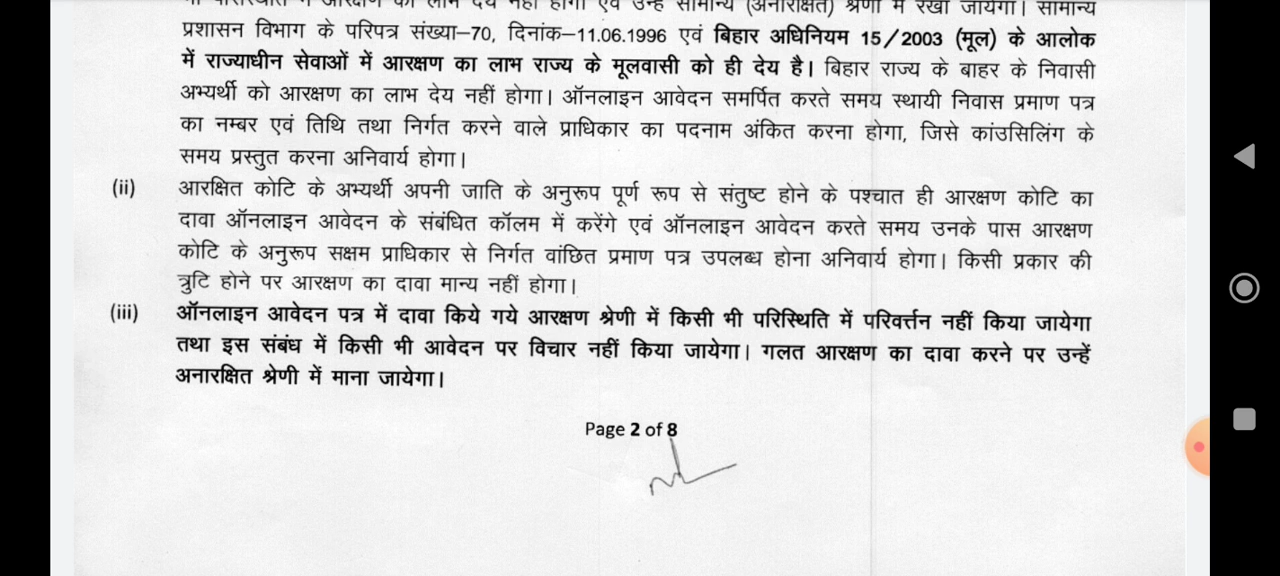 प्रशासन विभाग के परिपत्र संख्या–70, दिनांक–11.06.1996 एवं बिहार अधिनियम 15/2003 (मूल) के आलोक
में राज्याधीन सेवाओं में आरक्षण का लाभ राज्य के मूलवासी को ही देय है। बिहार राज्य के बाहर के निवासी
अभ्यर्थी को आरक्षण का लाभ देय नहीं होगा। ऑनलाइन आवेदन समर्पित करते समय स्थायी निवास प्रमाण पत्र
का नम्बर एवं तिथि तथा निर्गत करने वाले प्राधिकार का पदनाम अंकित करना होगा, जिसे कांउसिलिंग के
समय प्रस्तुत करना अनिवार्य होगा।
(ii) आरक्षित कोटि के अभ्यर्थी अपनी जाति के अनुरूप पूर्ण रूप से संतुष्ट होने के पश्चात ही आरक्षण कोटि का
दावा ऑनलाइन आवेदन के संबंधित कॉलम में करेंगे एवं ऑनलाइन आवेदन करते समय उनके पास आरक्षण
कोटि के अनुरूप सक्षम प्राधिकार से निर्गत वांछित प्रमाण पत्र उपलब्ध होना अनिवार्य होगा। किसी प्रकार की
त्रुटि होने पर आरक्षण का दावा मान्य नहीं होगा।
(iii) ऑनलाइन आवेदन पत्र में दावा किये गये आरक्षण श्रेणी में किसी भी परिस्थिति में परिवर्त्तन नहीं किया जायेगा
तथा इस संबंध में किसी भी आवेदन पर विचार नहीं किया जायेगा। गलत आरक्षण का दावा करने पर उन्हें
अनारक्षित श्रेणी में माना जायेगा।
Page 2 of 8